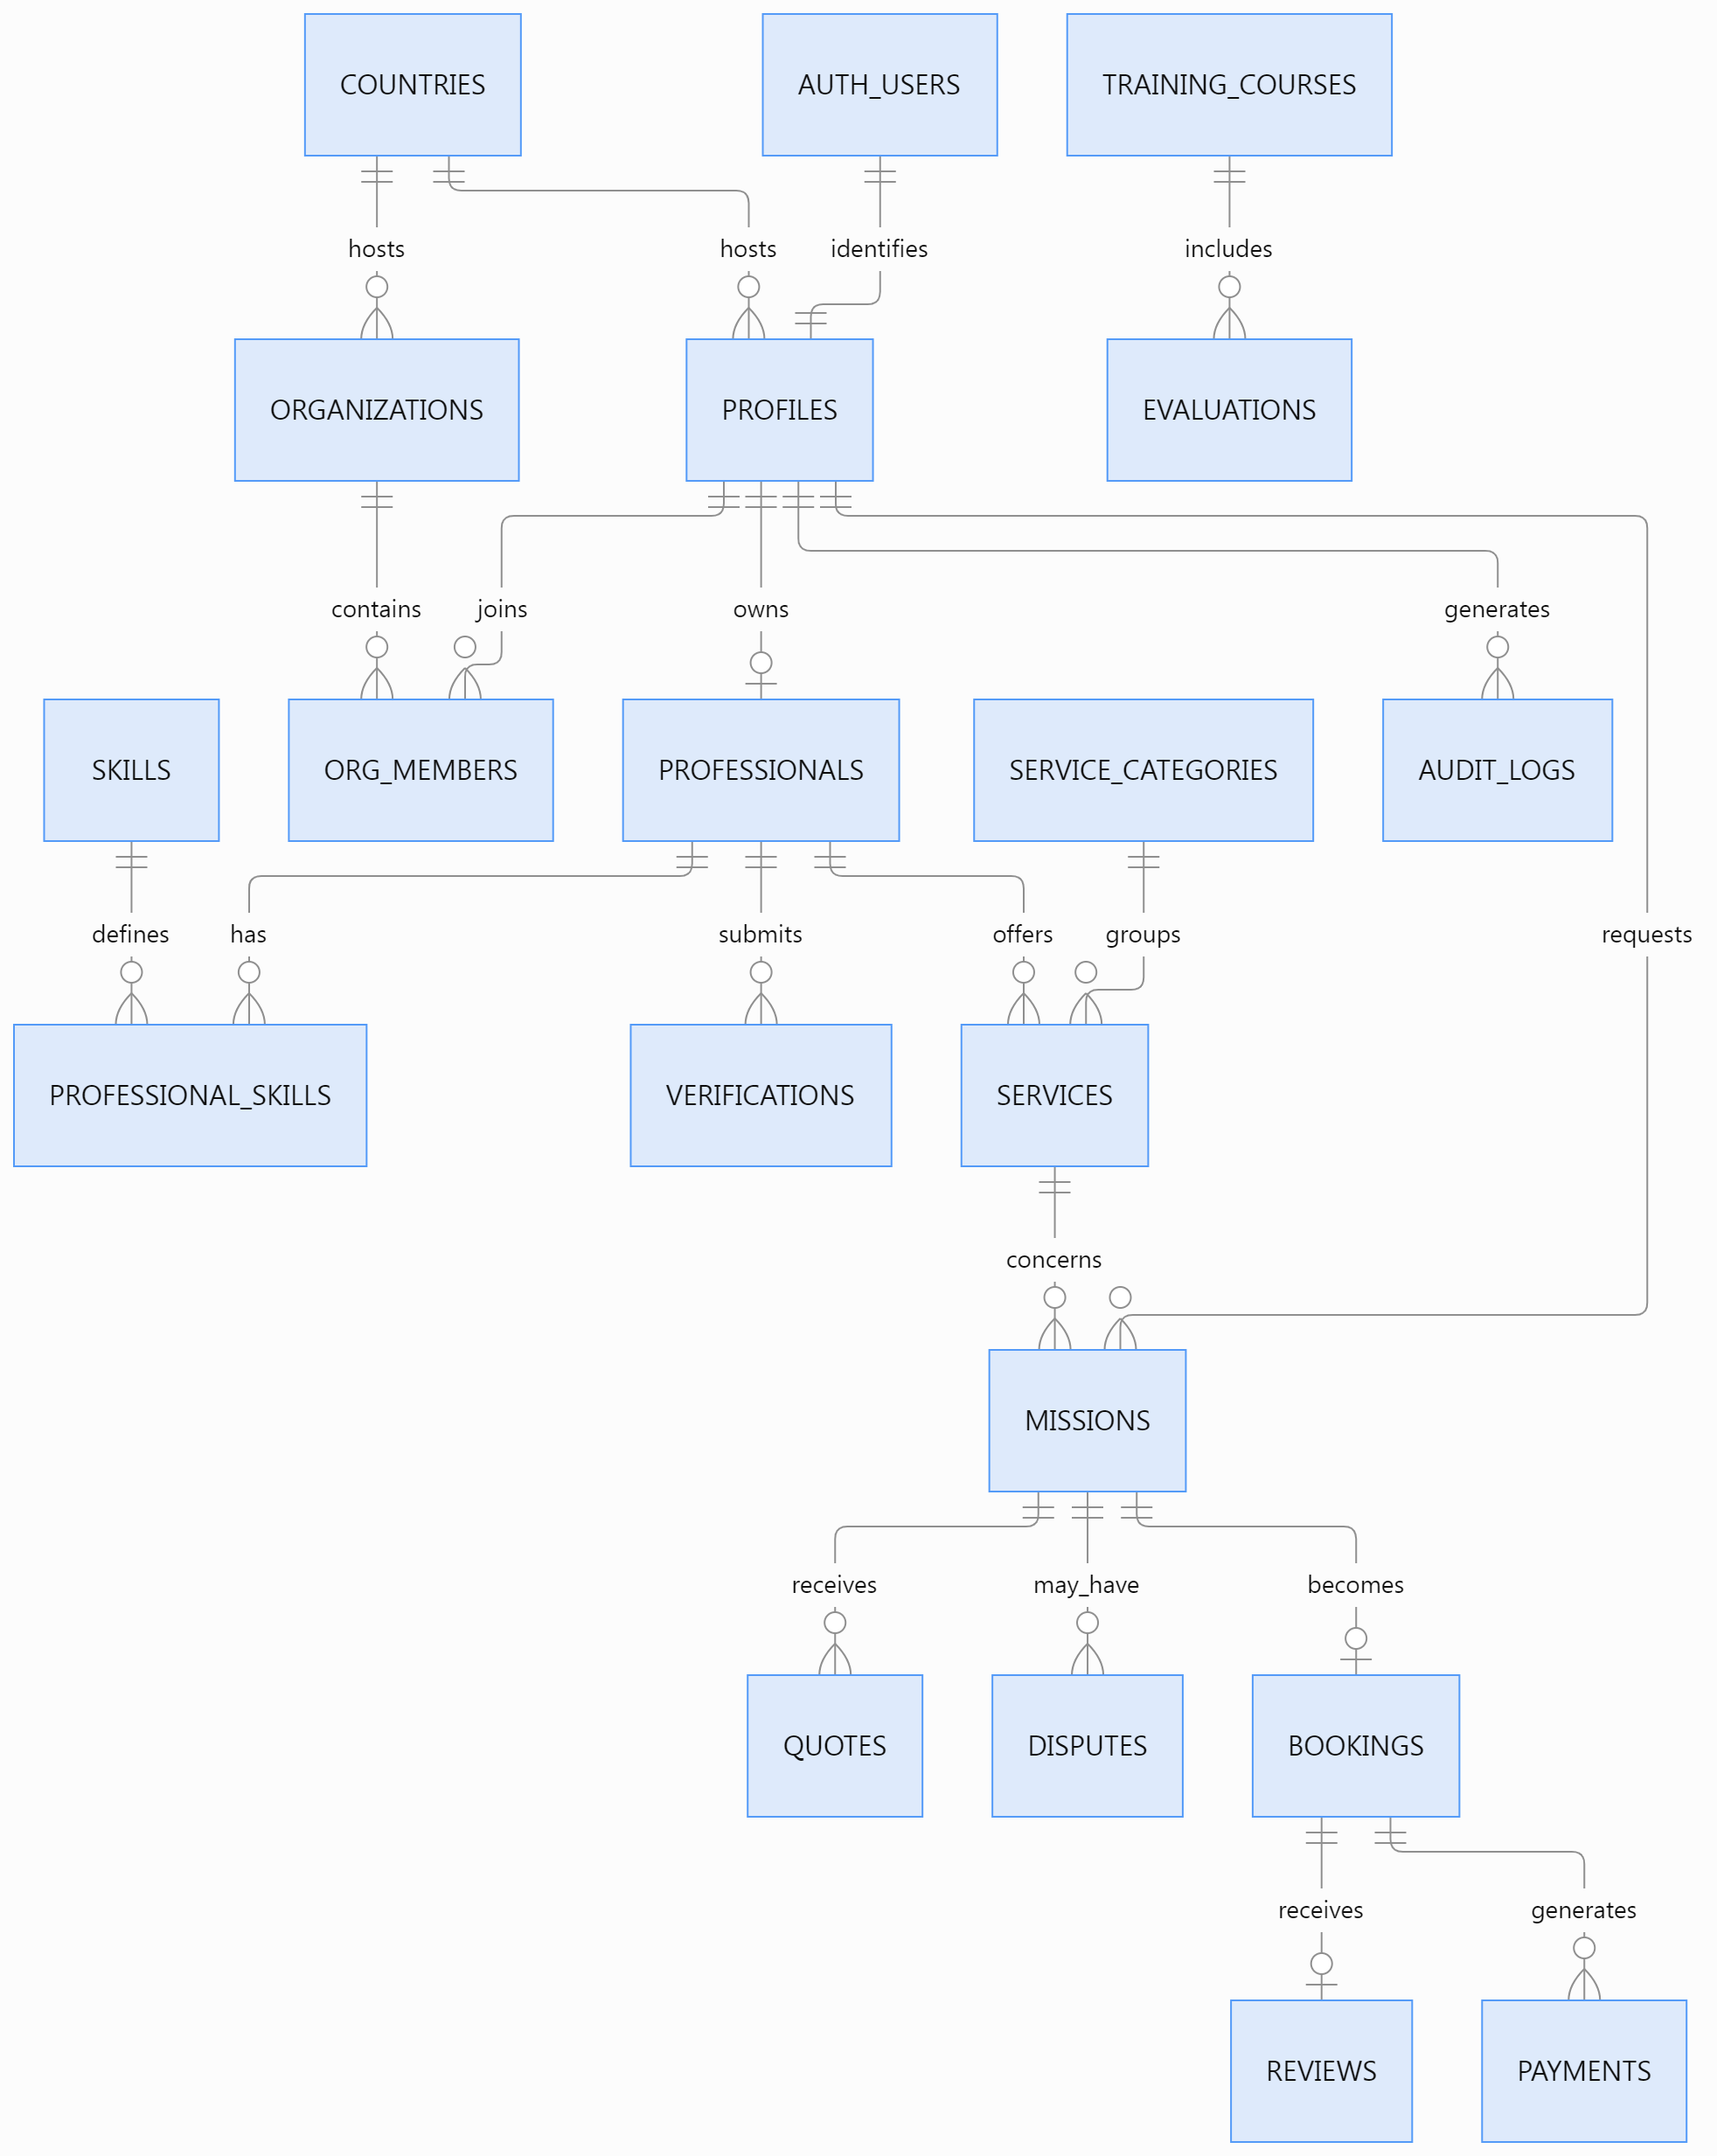 COUNTRIES
AUTH_USERS
TRAINING_COURSES
hosts
hosts
identifies
includes
ORGANIZATIONS
PROFILES
EVALUATIONS
contains
joins
owns
generates
SKILLS
ORG_MEMBERS
PROFESSIONALS
SERVICE_CATEGORIES
AUDIT_LOGS
defines
has
submits
offers
groups
requests
PROFESSIONAL_SKILLS
VERIFICATIONS
SERVICES
concerns
MISSIONS
receives
may_have
becomes
QUOTES
DISPUTES
BOOKINGS
receives
generates
REVIEWS
PAYMENTS